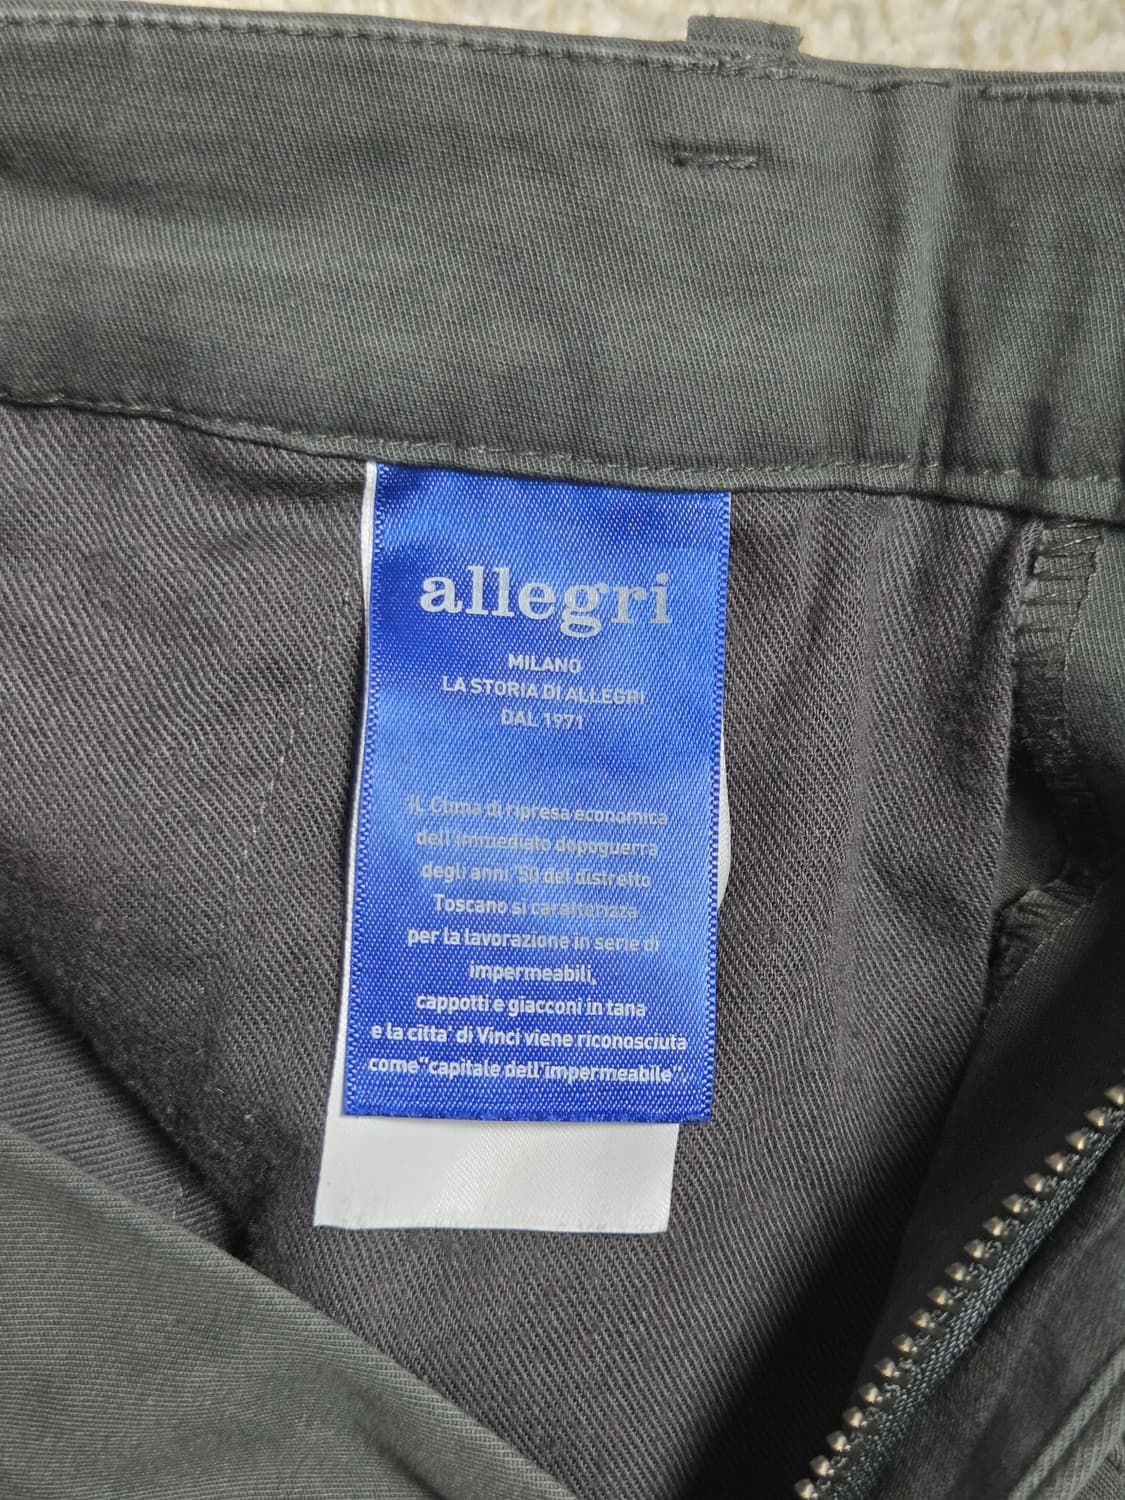 allegri
MILANO
LA STORIA DI ALLEGRI
DAL 1971
IL Clima di ripresa economica
dell'immediato dopoguerra
degli anni '50 del distretto
Toscano si caratterizza
per la lavorazione in serie di
impermeabili,
cappotti e giacconi in tana
e la citta' di Vinci viene riconosciuta
come "capitale dell'impermeabile".